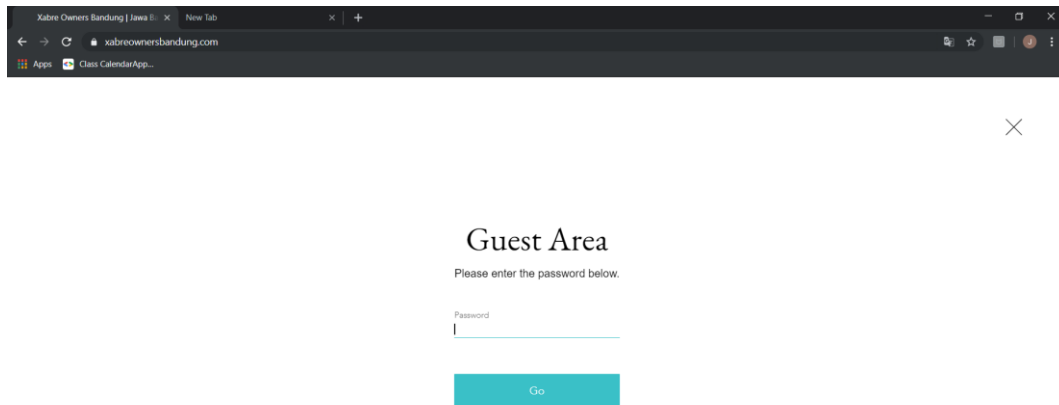 Xabre Owners Bandung | Jawa Ba
New Tab
xabreownersbandung.com
Apps
Class CalendarApp...
Guest Area
Please enter the password below.
Password
Go